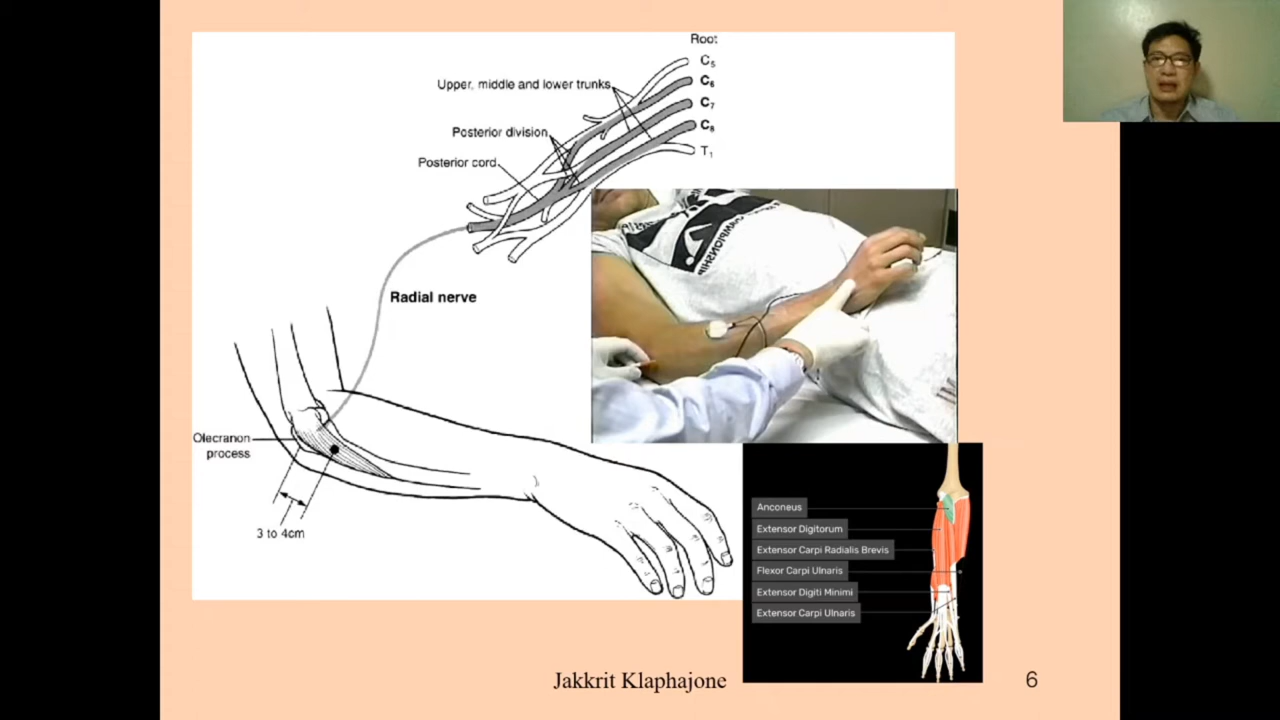 Root
C5
C6
C7
C8
T1
Upper, middle and lower trunks
Posterior division
Posterior cord
Radial nerve
Olecranon
process
3 to 4cm
Anconeus
Extensor Digitorum
Extensor Carpi Radialis Brevis
Flexor Carpi Ulnaris
Extensor Digiti Minimi
Extensor Carpi Ulnaris
Jakkrit Klaphajone
6